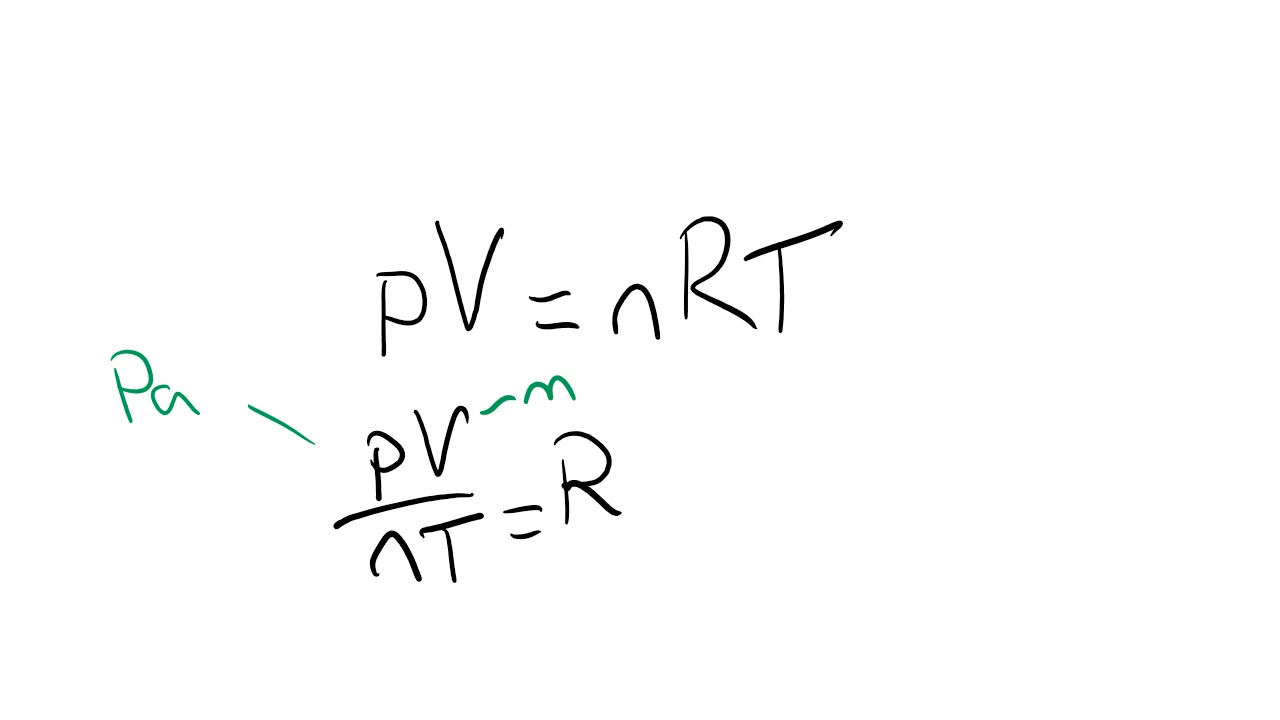 pV = nRT
Pa
m
pV/nT = R